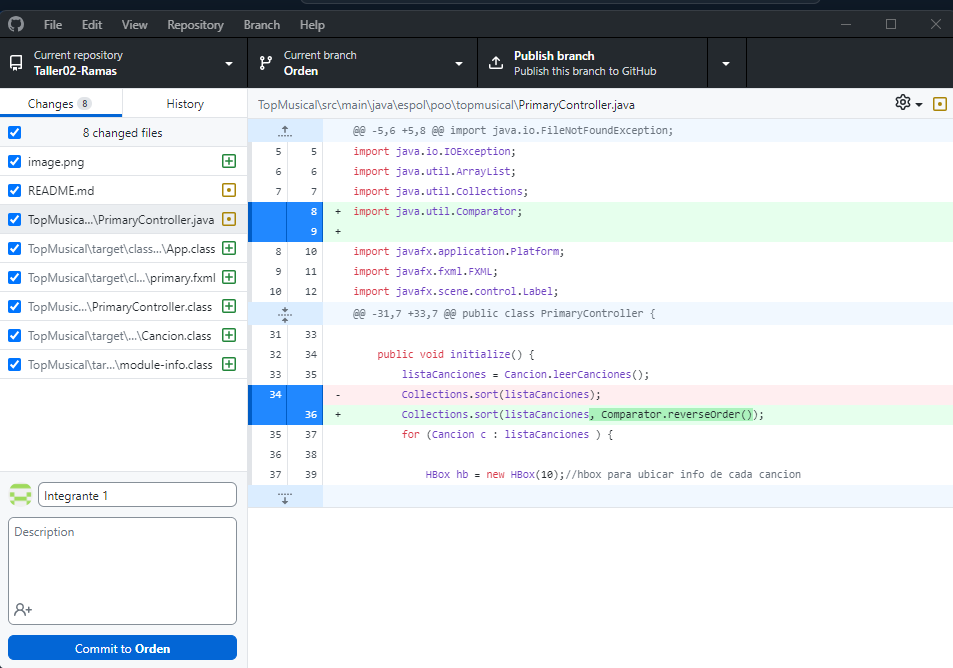 File Edit View Repository Branch Help
Current repository
Taller02-Ramas
Current branch
Orden
Publish branch
Publish this branch to GitHub
Changes 8
History
8 changed files
image.png
README.md
TopMusica...\PrimaryController.java
TopMusical\target\class...\App.class
TopMusical\target\cl...\primary.fxml
TopMusic...\PrimaryController.class
TopMusical\target\...\Cancion.class
TopMusical\tar...\module-info.class
Integrante 1
Description
Commit to Orden
TopMusical\src\main\java\espol\poo\topmusical\PrimaryController.java
@@ -5,6 +5,8 @@ import java.io.FileNotFoundException;
5 5 import java.io.IOException;
6 6 import java.util.ArrayList;
7 7 import java.util.Collections;
8 + import java.util.Comparator;
9 +
8 10 import javafx.application.Platform;
9 11 import javafx.fxml.FXML;
10 12 import javafx.scene.control.Label;
@@ -31,7 +33,7 @@ public class PrimaryController {
31 33
32 34 public void initialize() {
33 35 listaCanciones = Cancion.leerCanciones();
34 - Collections.sort(listaCanciones);
36 + Collections.sort(listaCanciones, Comparator.reverseOrder());
35 37 for (Cancion c : listaCanciones ) {
36 38
37 39 HBox hb = new HBox(10);//hbox para ubicar info de cada cancion